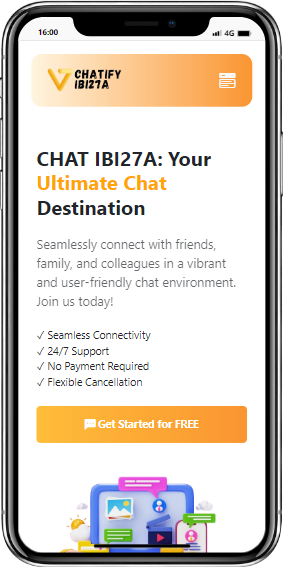 16:00
4G
CHATIFY
IBI27A
CHAT IBI27A: Your
Ultimate Chat
Destination
Seamlessly connect with friends,
family, and colleagues in a vibrant
and user-friendly chat environment.
Join us today!
✓ Seamless Connectivity
✓ 24/7 Support
✓ No Payment Required
✓ Flexible Cancellation
Get Started for FREE